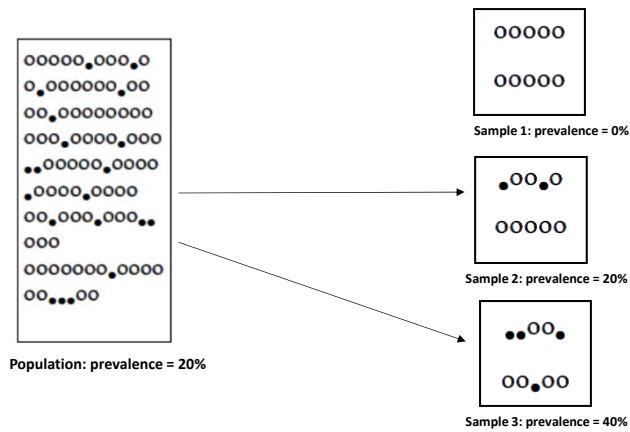 Sample 1: prevalence = 0%
Sample 2: prevalence = 20%
Population: prevalence = 20%
Sample 3: prevalence = 40%